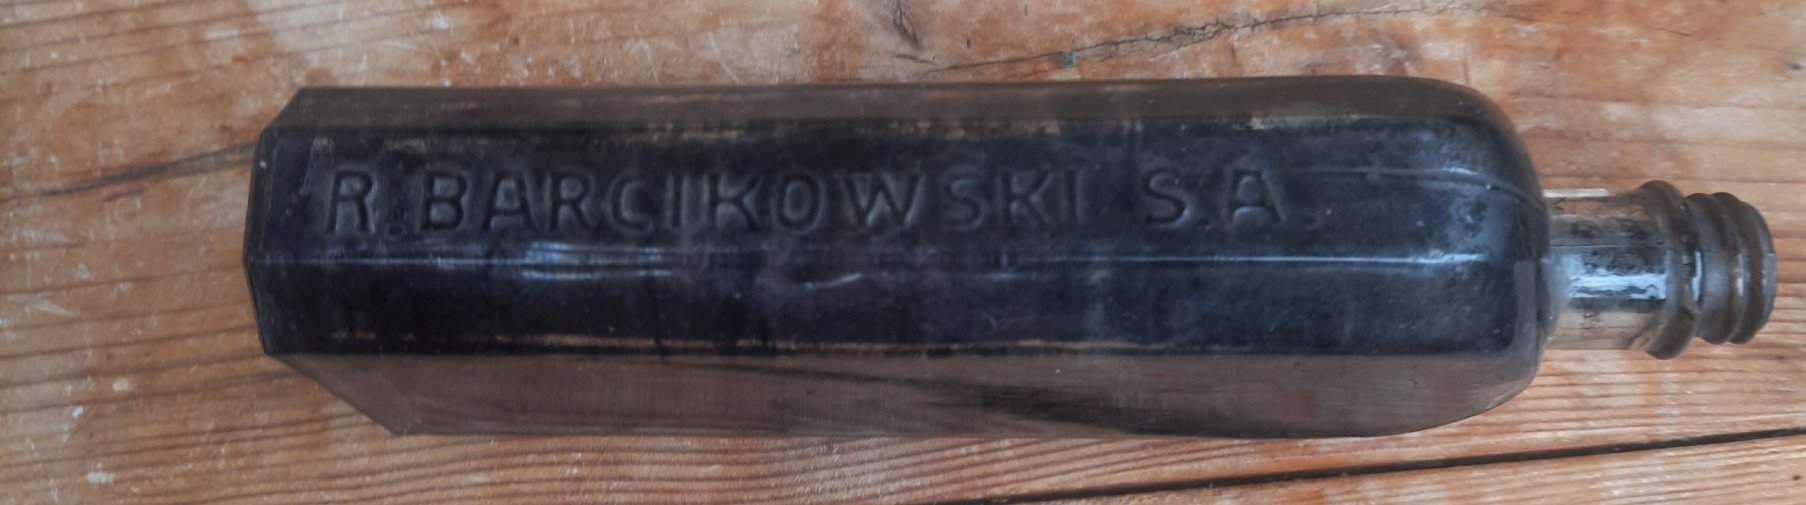 R. BARCIKOWSKI S.A.